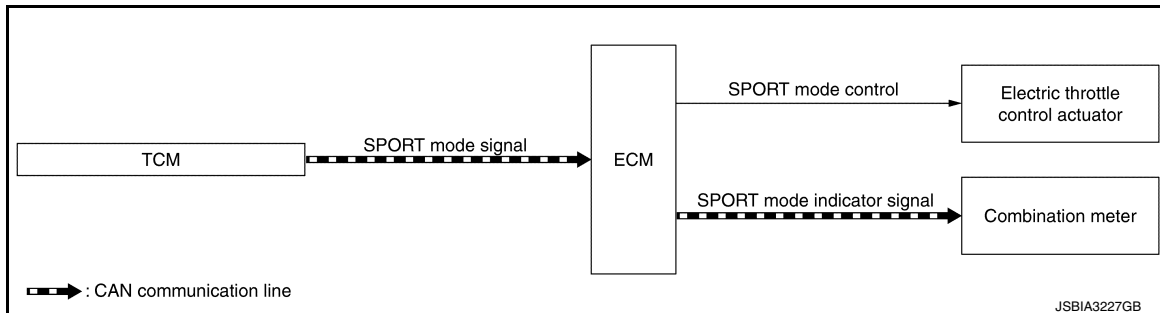 SPORT mode control
Electric throttle
control actuator
SPORT mode signal
TCM
ECM
SPORT mode indicator signal
Combination meter
: CAN communication line
JSBIA3227GB